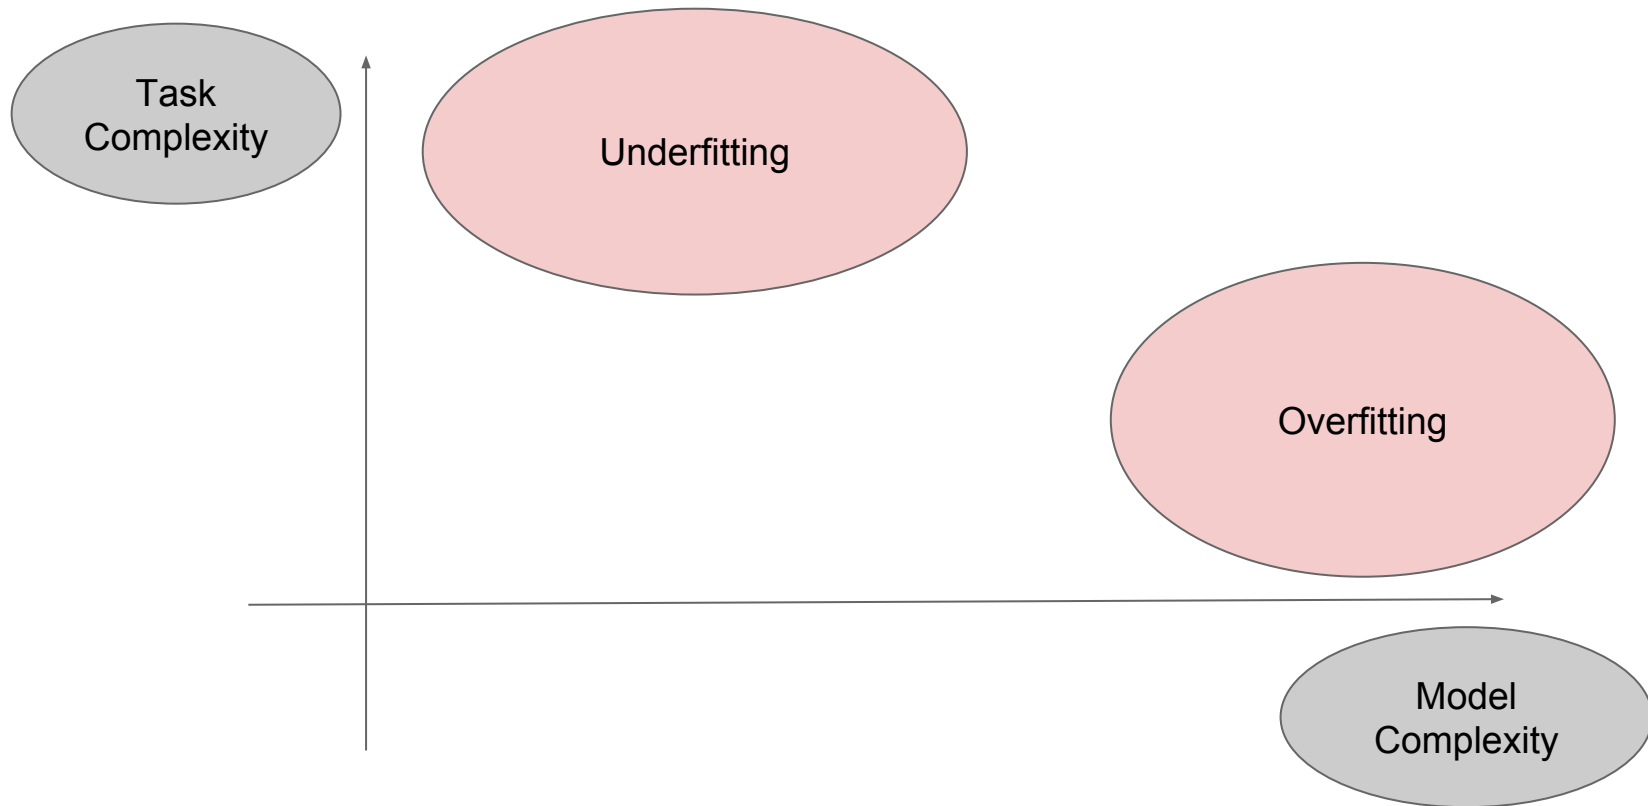 Task
Complexity
Underfitting
Overfitting
Model
Complexity